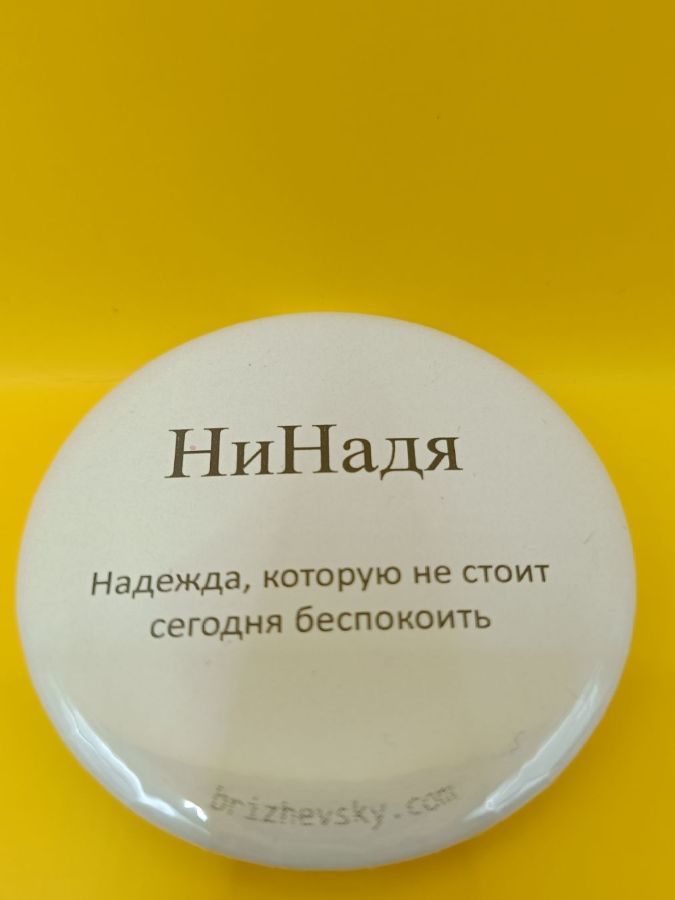 НиНадя
Надежда, которую не стоит
сегодня беспокоить
brizhevsky.com